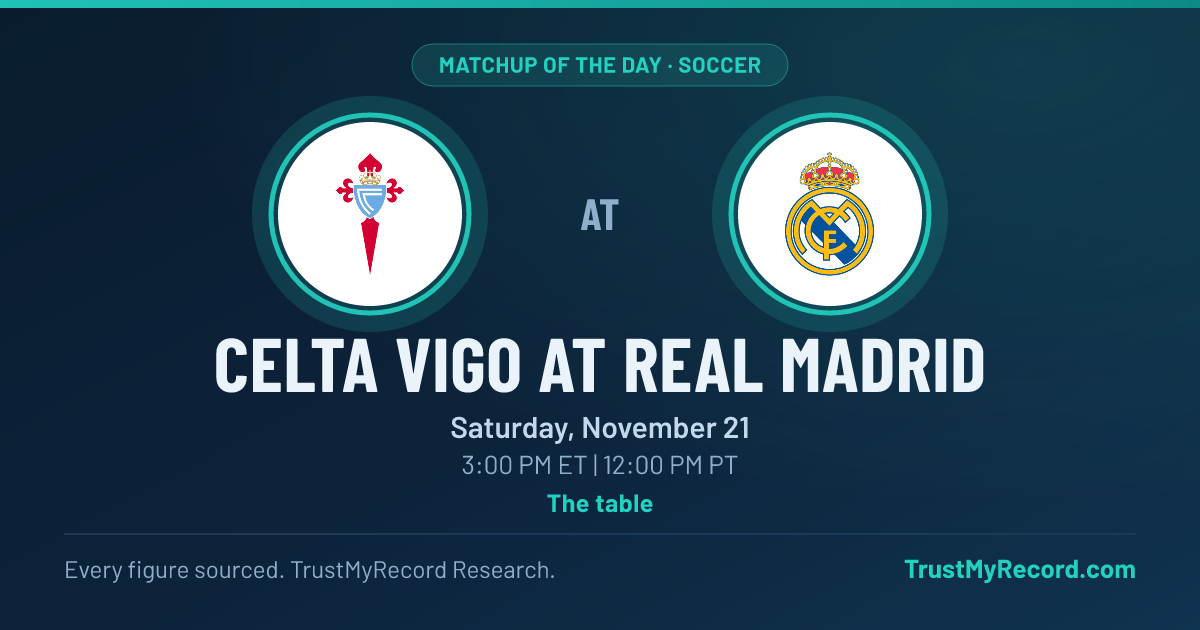 MATCHUP OF THE DAY · SOCCER
AT
CELTA VIGO AT REAL MADRID
Saturday, November 21
3:00 PM ET | 12:00 PM PT
The table
Every figure sourced. TrustMyRecord Research.
TrustMyRecord.com